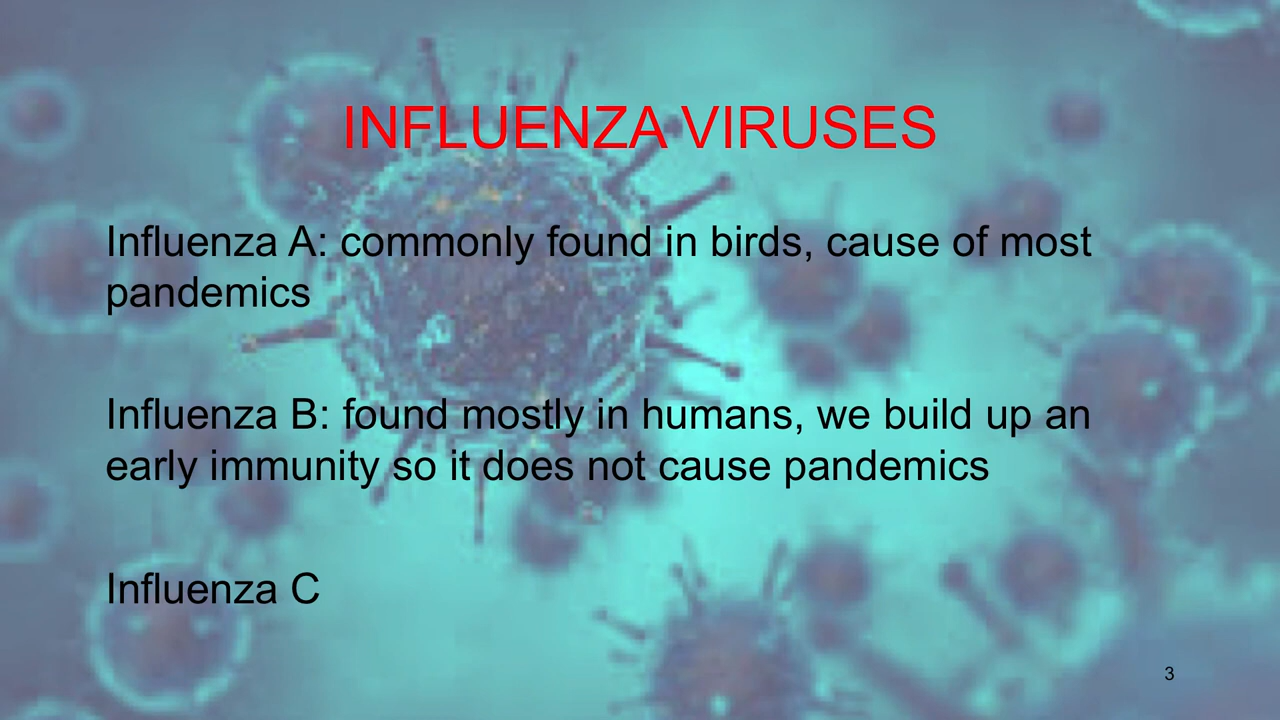 INFLUENZA VIRUSES
Influenza A: commonly found in birds, cause of most
pandemics
Influenza B: found mostly in humans, we build up an
early immunity so it does not cause pandemics
Influenza C
3